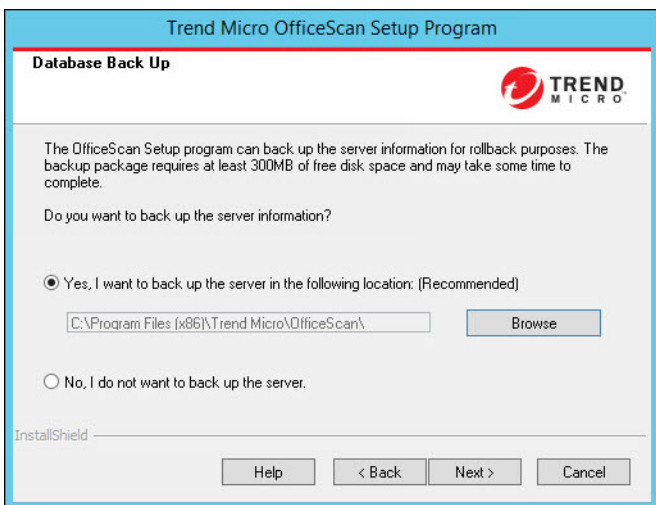 Trend Micro OfficeScan Setup Program
Database Back Up
TREND
MICRO
The OfficeScan Setup program can back up the server information for rollback purposes. The
backup package requires at least 300MB of free disk space and may take some time to
complete.
Do you want to back up the server information?
Yes, I want to back up the server in the following location: (Recommended)
C:\Program Files (x86)\Trend Micro\OfficeScan\
Browse
No, I do not want to back up the server.
InstallShield
Help
< Back
Next >
Cancel